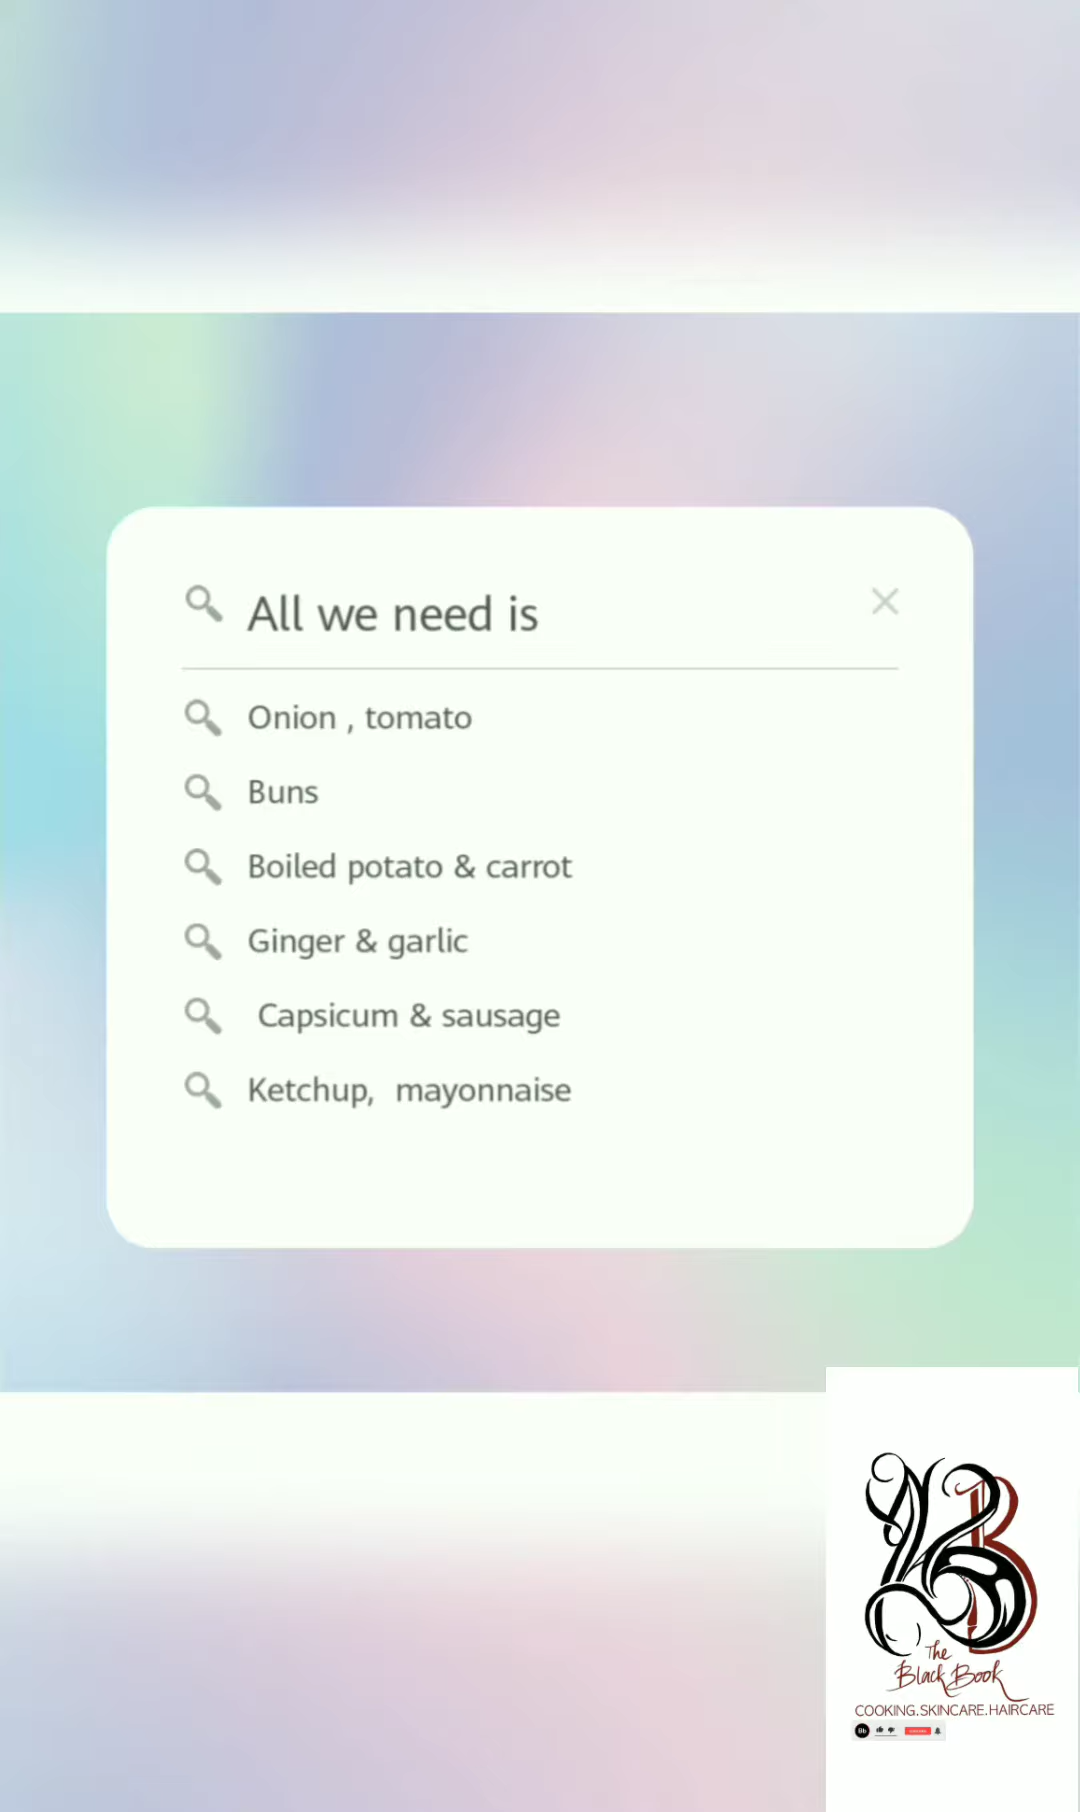 All we need is
Onion , tomato
Buns
Boiled potato & carrot
Ginger & garlic
Capsicum & sausage
Ketchup, mayonnaise
The
Black Book
COOKING.SKINCARE.HAIRCARE
Bb